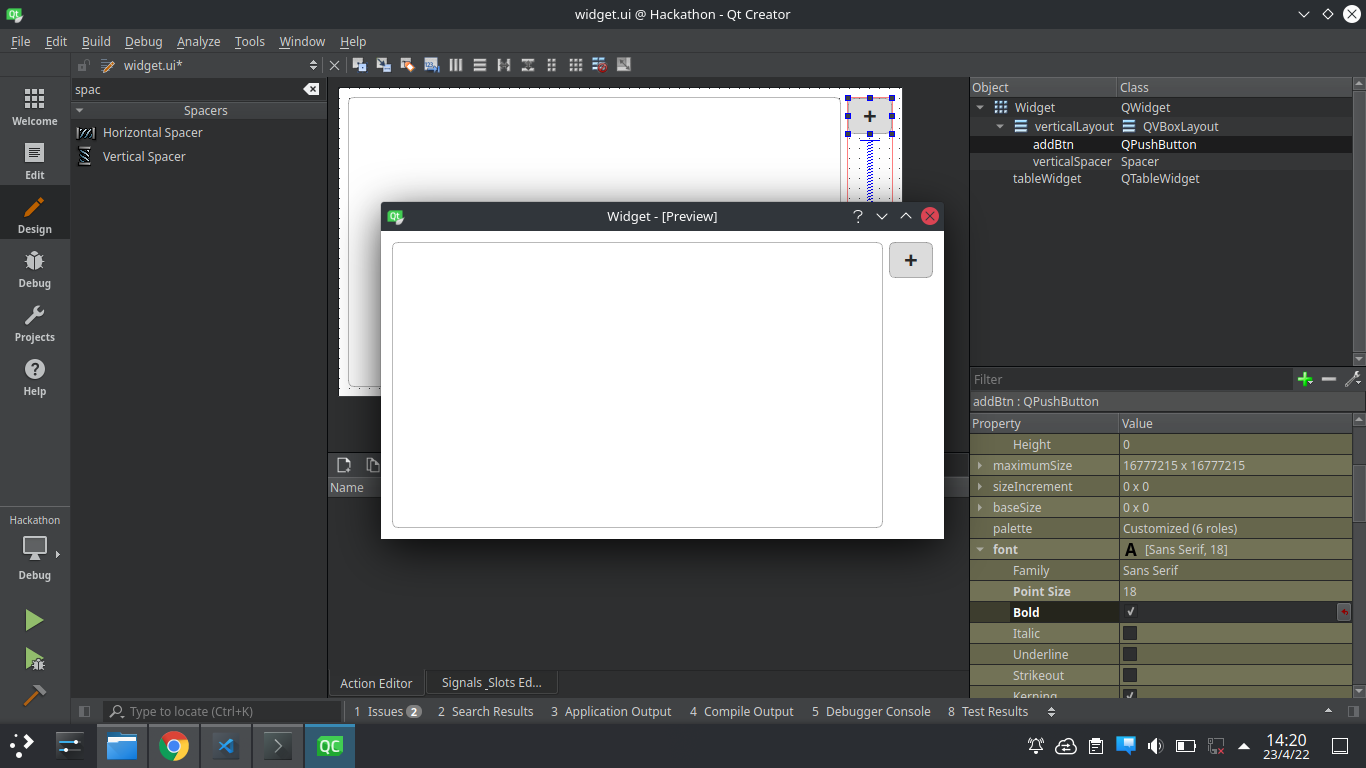 widget.ui @ Hackathon - Qt Creator
File Edit Build Debug Analyze Tools Window Help
widget.ui*
spac
Spacers
Horizontal Spacer
Vertical Spacer
Welcome
Edit
Design
Debug
Projects
Help
Hackathon
Debug
+
Widget - [Preview]
+
Name
Action Editor
Signals _Slots Ed...
Object Class
Widget QWidget
verticalLayout QVBoxLayout
addBtn QPushButton
verticalSpacer Spacer
tableWidget QTableWidget
Filter
addBtn : QPushButton
Property Value
Height 0
maximumSize 16777215 x 16777215
sizeIncrement 0 x 0
baseSize 0 x 0
palette Customized (6 roles)
font A [Sans Serif, 18]
Family Sans Serif
Point Size 18
Bold
Italic
Underline
Strikeout
Kerning
Type to locate (Ctrl+K)
1 Issues 2
2 Search Results
3 Application Output
4 Compile Output
5 Debugger Console
8 Test Results
QC
14:20
23/4/22